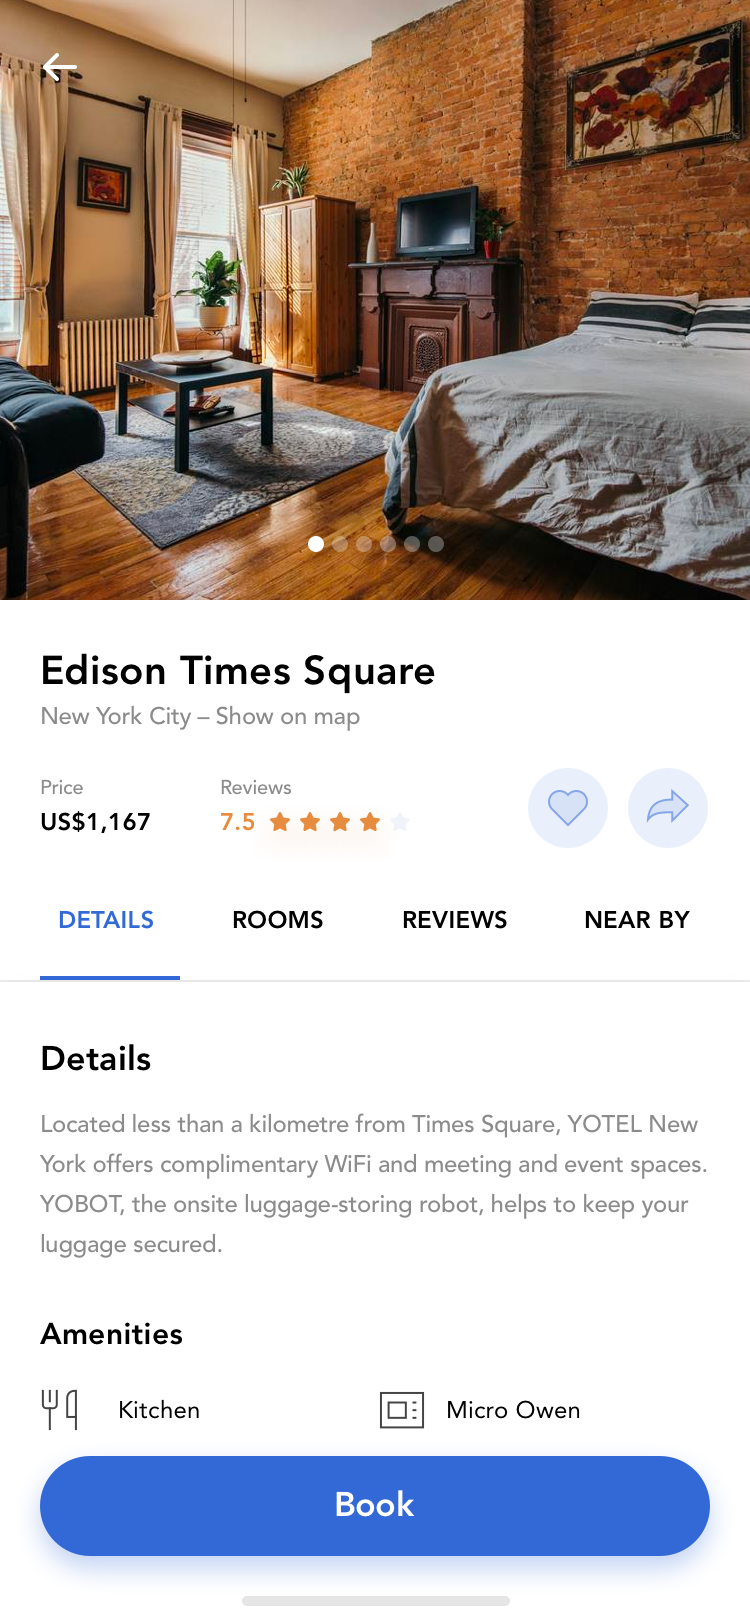 Edison Times Square
New York City – Show on map
Price
Reviews
US$1,167
7.5
DETAILS
ROOMS
REVIEWS
NEAR BY
Details
Located less than a kilometre from Times Square, YOTEL New
York offers complimentary WiFi and meeting and event spaces.
YOBOT, the onsite luggage-storing robot, helps to keep your
luggage secured.
Amenities
Kitchen
Micro Owen
Book